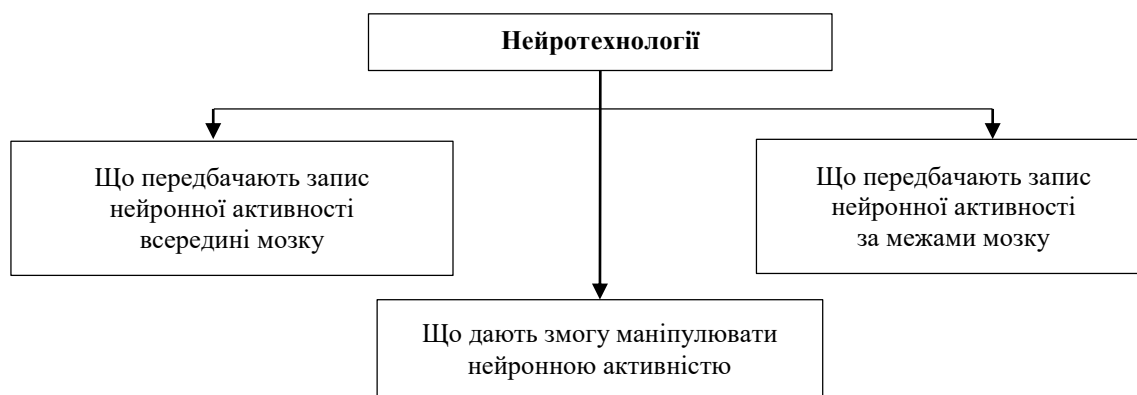 Нейротехнології
Що передбачають запис
нейронної активності
всередині мозку
Що передбачають запис
нейронної активності
за межами мозку
Що дають змогу маніпулювати
нейронною активністю